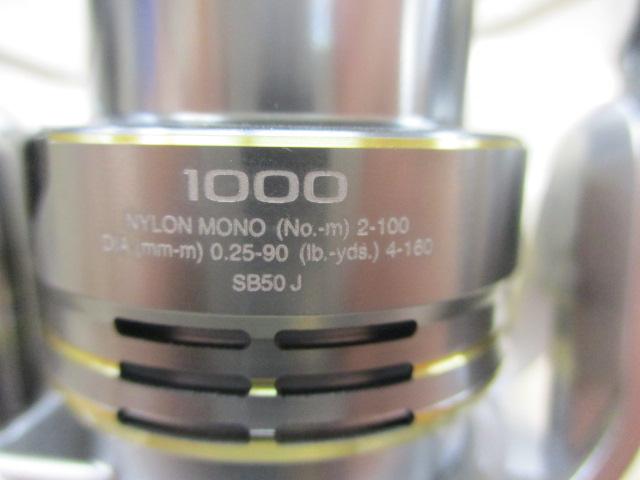 1000
NYLON MONO (No.-m) 2-100
DIA (mm-m) 0.25-90 (lb.-yds.) 4-160
SB50 J